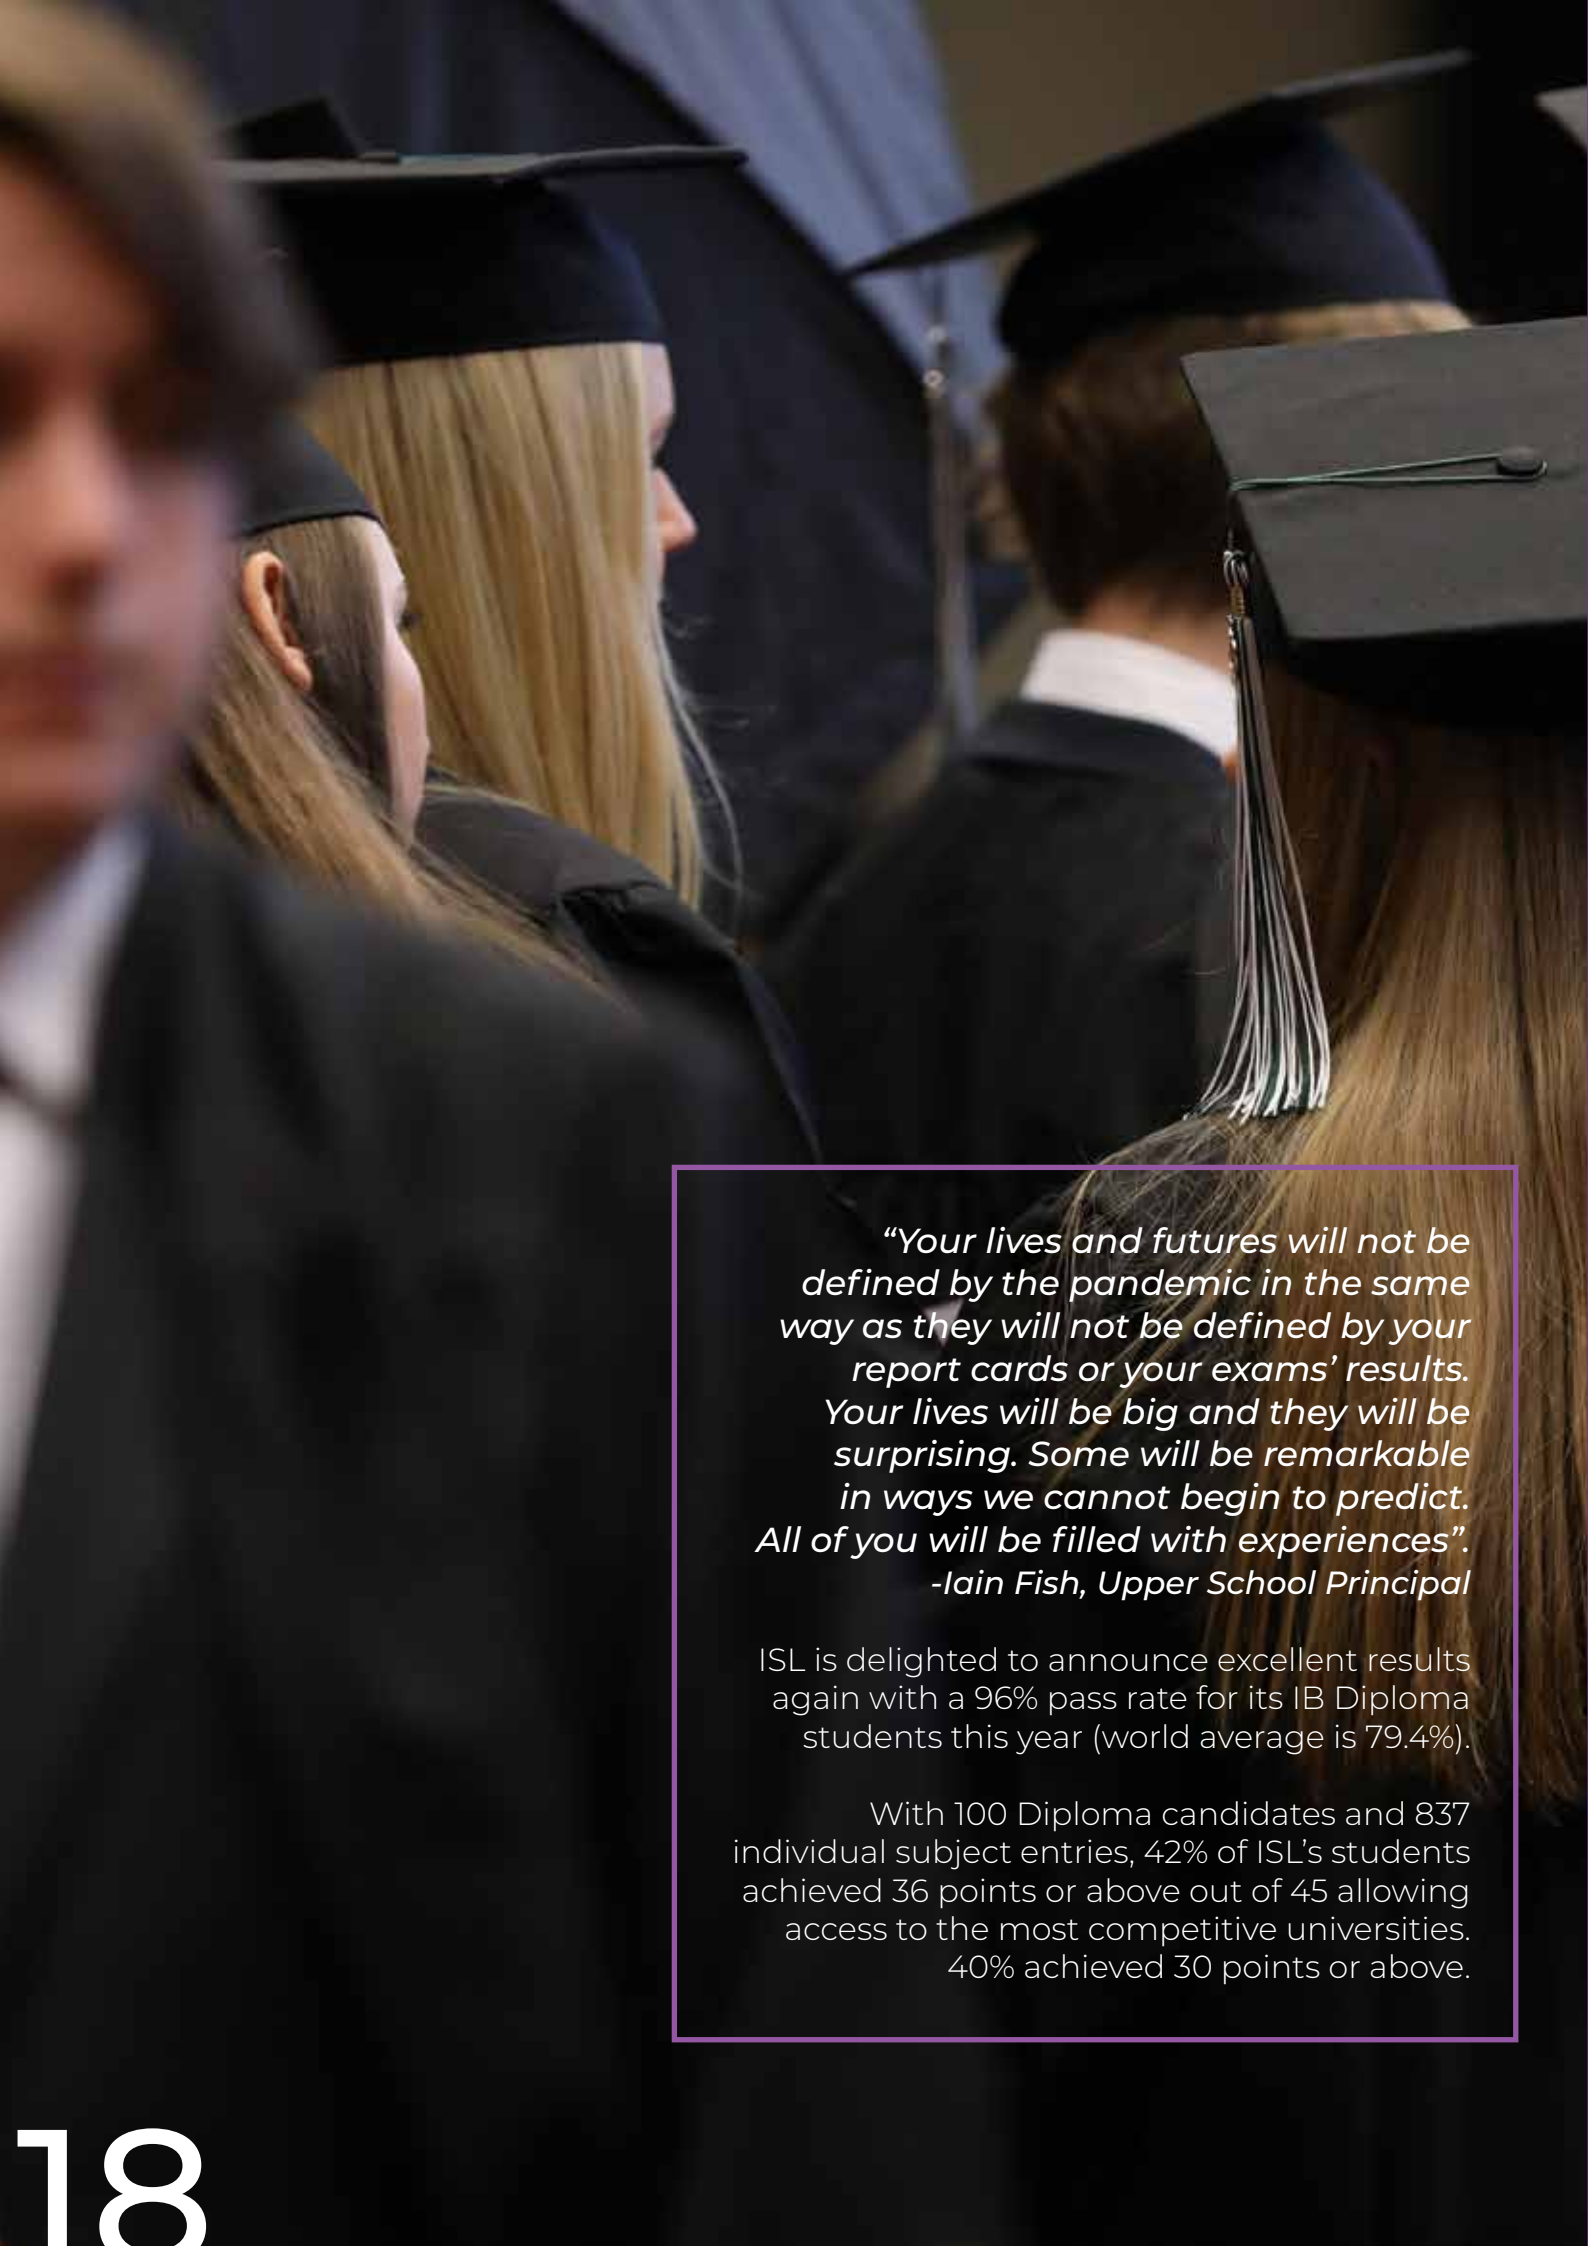 “Your lives and futures will not be
defined by the pandemic in the same
way as they will not be defined by your
report cards or your exams’ results.
Your lives will be big and they will be
surprising. Some will be remarkable
in ways we cannot begin to predict.
All of you will be filled with experiences”.
-Iain Fish, Upper School Principal
ISL is delighted to announce excellent results
again with a 96% pass rate for its IB Diploma
students this year (world average is 79.4%).
With 100 Diploma candidates and 837
individual subject entries, 42% of ISL’s students
achieved 36 points or above out of 45 allowing
access to the most competitive universities.
40% achieved 30 points or above.
18